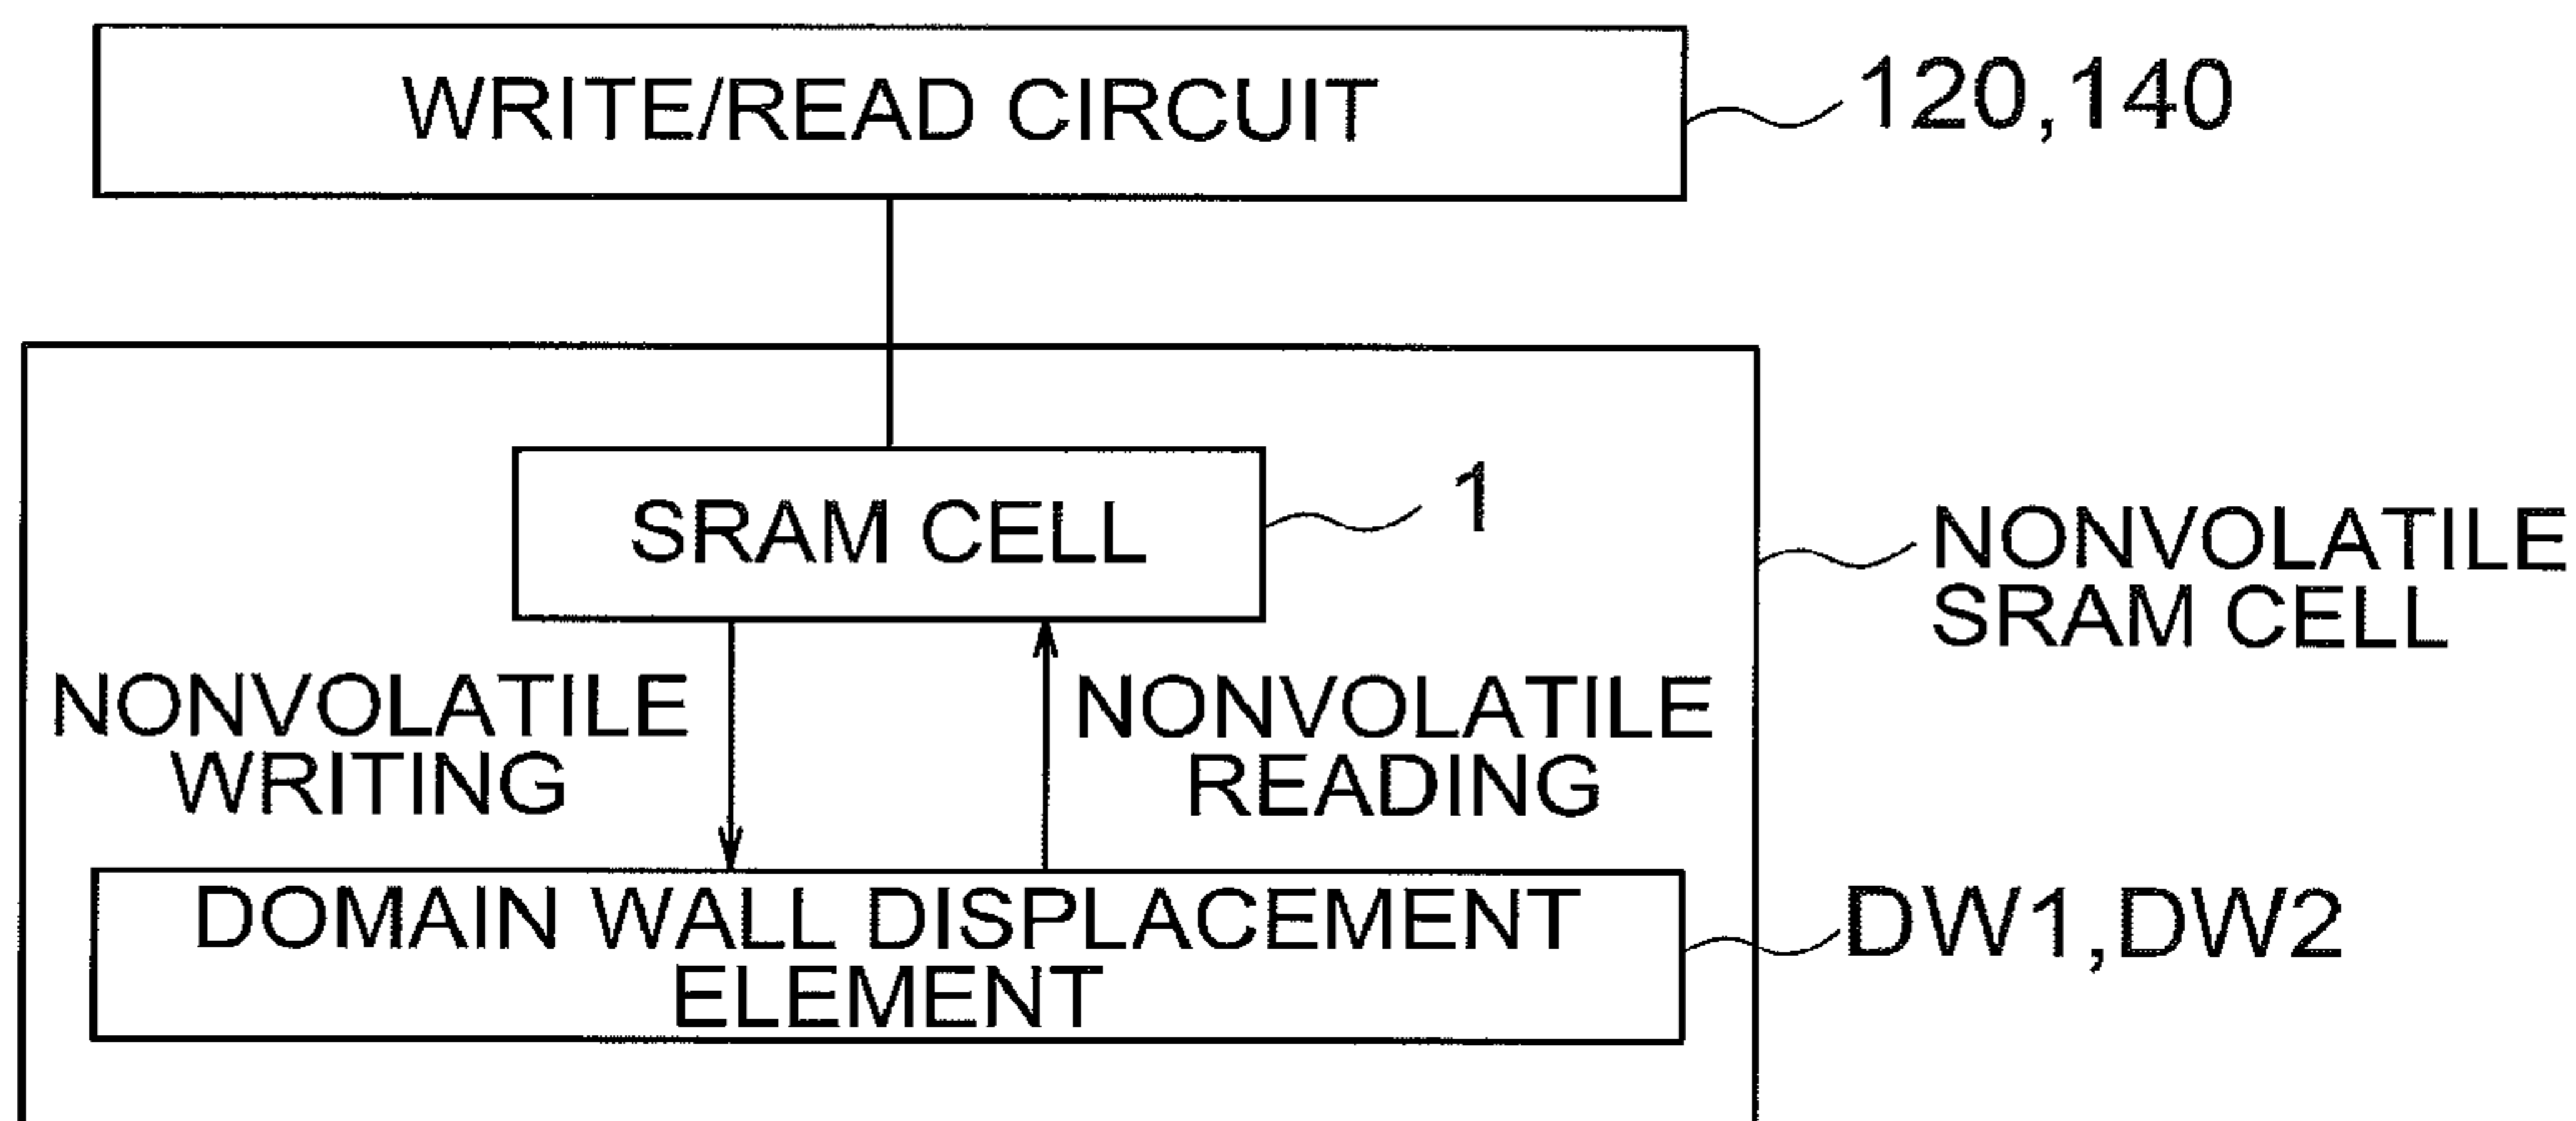 WRITE/READ CIRCUIT
120,140
SRAM CELL
1
NONVOLATILE
SRAM CELL
NONVOLATILE
WRITING
NONVOLATILE
READING
DOMAIN WALL DISPLACEMENT
ELEMENT
DW1,DW2